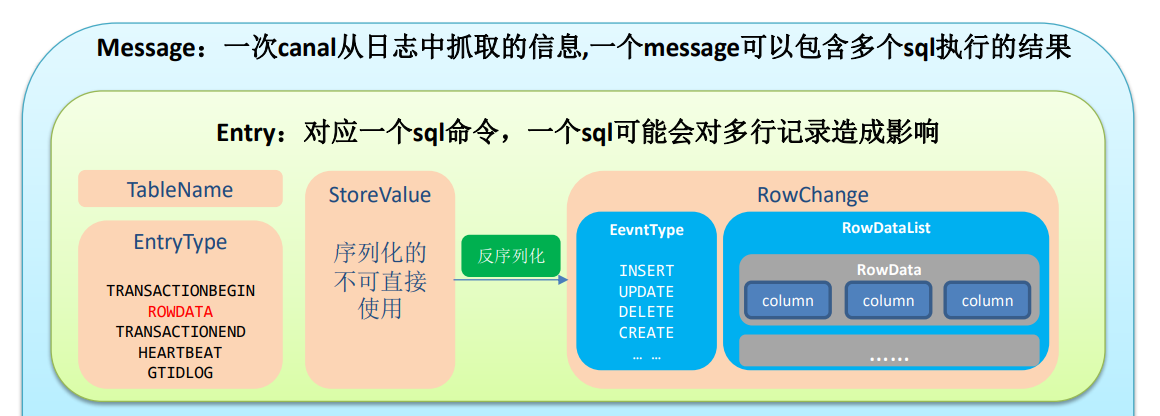 Message：一次canal从日志中抓取的信息,一个message可以包含多个sql执行的结果
Entry：对应一个sql命令，一个sql可能会对多行记录造成影响
TableName
EntryType
TRANSACTIONBEGIN
ROWDATA
TRANSACTIONEND
HEARTBEAT
GTIDLOG
StoreValue
序列化的
不可直接
使用
反序列化
RowChange
EevntType
INSERT
UPDATE
DELETE
CREATE
… …
RowDataList
RowData
column
column
column
……